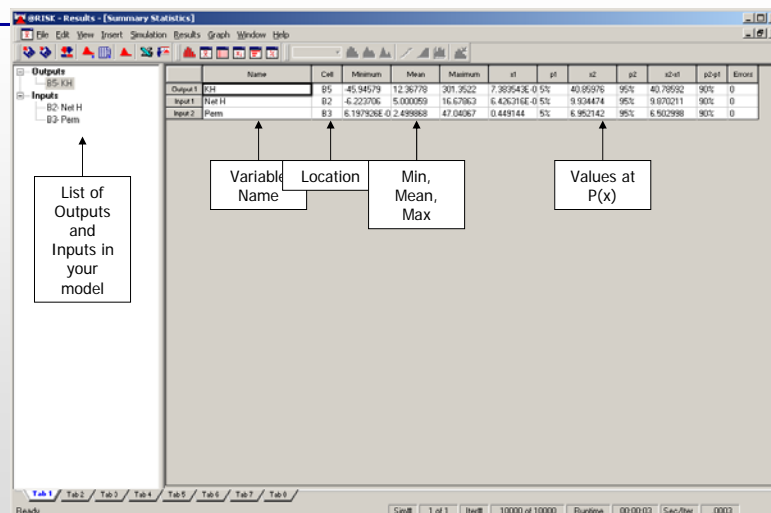 @RISK - Results - [Summary Statistics]
File Edit View Insert Simulation Results Graph Window Help
Outputs
B5- KH
Inputs
B2- Net H
B3- Perm
Name Cell Minimum Mean Maximum x1 p1 x2 p2 x2-x1 p2-p1 Errors
Output 1 KH B5 -45.94579 12.36778 301.3522 7.383543E-0 5% 40.85976 95% 40.78592 90% 0
Input 1 Net H B2 -6.223706 5.000059 16.67863 6.426316E-0 5% 9.934474 95% 9.870211 90% 0
Input 2 Perm B3 6.197926E-0 2.499868 47.04067 0.449144 5% 6.952142 95% 6.502998 90% 0
List of
Outputs
and
Inputs in
your
model
Variable
Name
Location
Min,
Mean,
Max
Values at
P(x)
Tab 1 Tab 2 Tab 3 Tab 4 Tab 5 Tab 6 Tab 7 Tab 8
Ready Sim# 1 of 1 Iter# 10000 of 10000 Runtime 00:00:03 Sec/Iter .0003